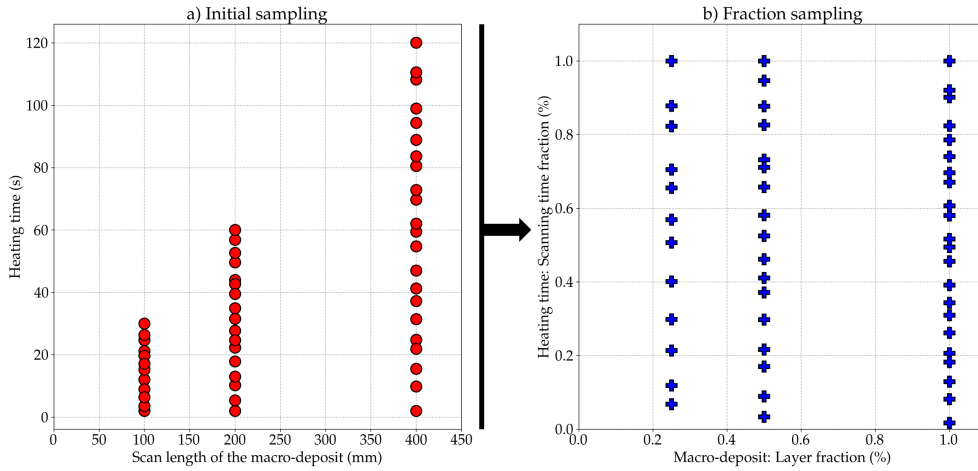 a) Initial sampling
120
100
80
60
40
20
0
Heating time (s)
0 50 100 150 200 250 300 350 400 450
Scan length of the macro-deposit (mm)
b) Fraction sampling
1.0
0.8
0.6
0.4
0.2
0.0
Heating time: Scanning time fraction (%)
0.0 0.2 0.4 0.6 0.8 1.0
Macro-deposit: Layer fraction (%)